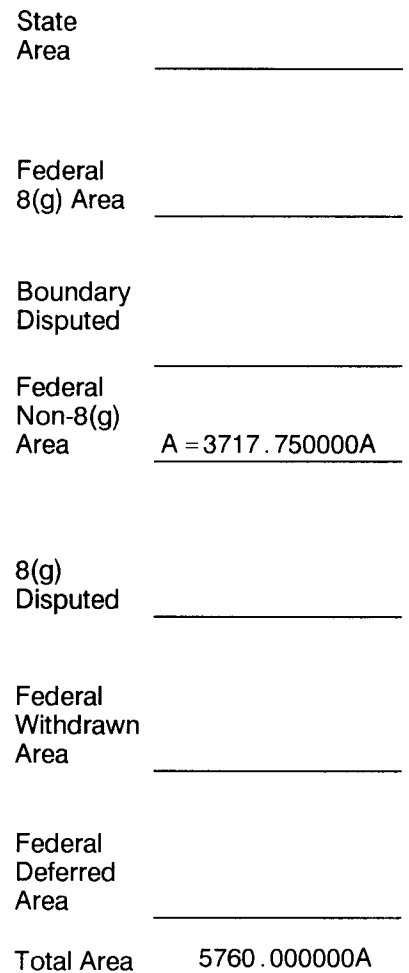 State
Area
Federal
8(g) Area
Boundary
Disputed
Federal
Non-8(g)
Area A = 3717.750000A
8(g)
Disputed
Federal
Withdrawn
Area
Federal
Deferred
Area
Total Area 5760.000000A